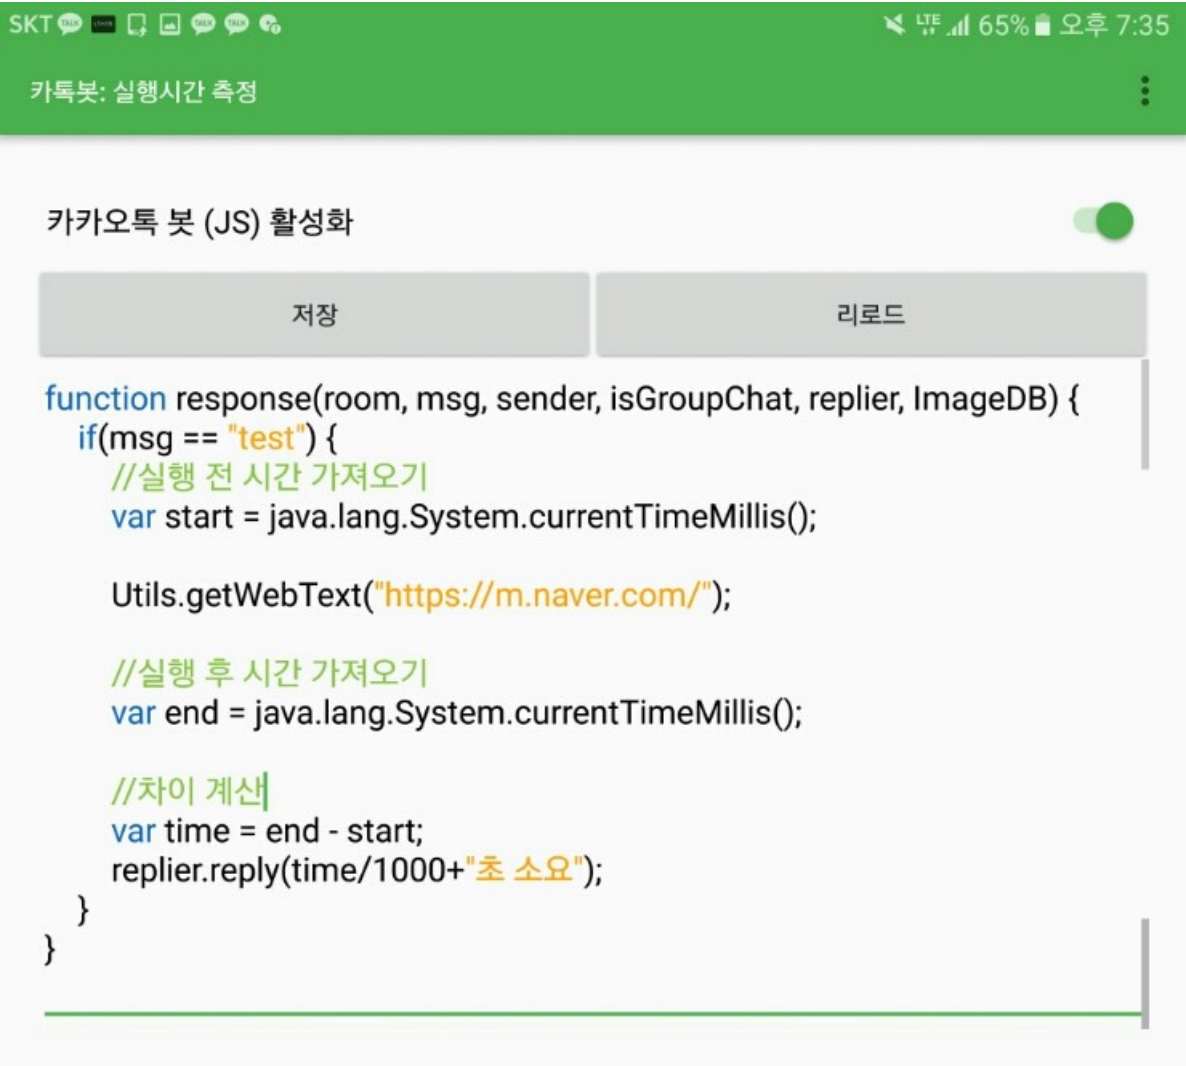 SKT
LTE 65% 오후 7:35
카톡봇: 실행시간 측정
카카오톡 봇 (JS) 활성화
저장
리로드
function response(room, msg, sender, isGroupChat, replier, ImageDB) {
if(msg == "test") {
//실행 전 시간 가져오기
var start = java.lang.System.currentTimeMillis();
Utils.getWebText("https://m.naver.com/");
//실행 후 시간 가져오기
var end = java.lang.System.currentTimeMillis();
//차이 계산
var time = end - start;
replier.reply(time/1000+"초 소요");
}
}